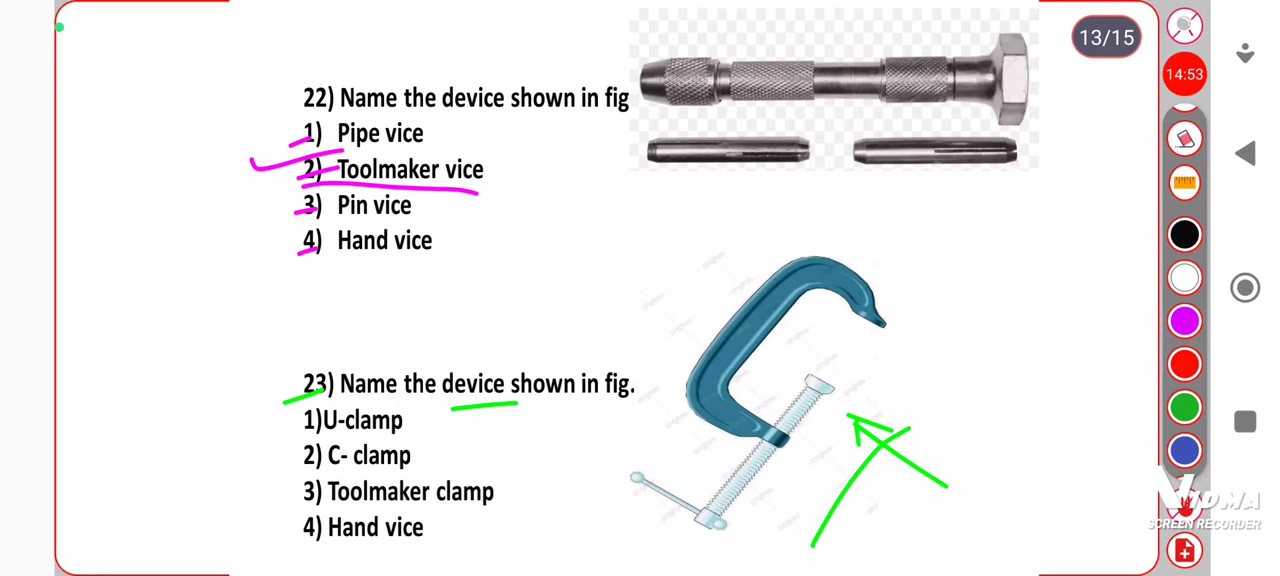 13/15
14:53
22) Name the device shown in fig
1) Pipe vice
2) Toolmaker vice
3) Pin vice
4) Hand vice
23) Name the device shown in fig.
1)U-clamp
2) C- clamp
3) Toolmaker clamp
4) Hand vice
SCREEN RECORDER